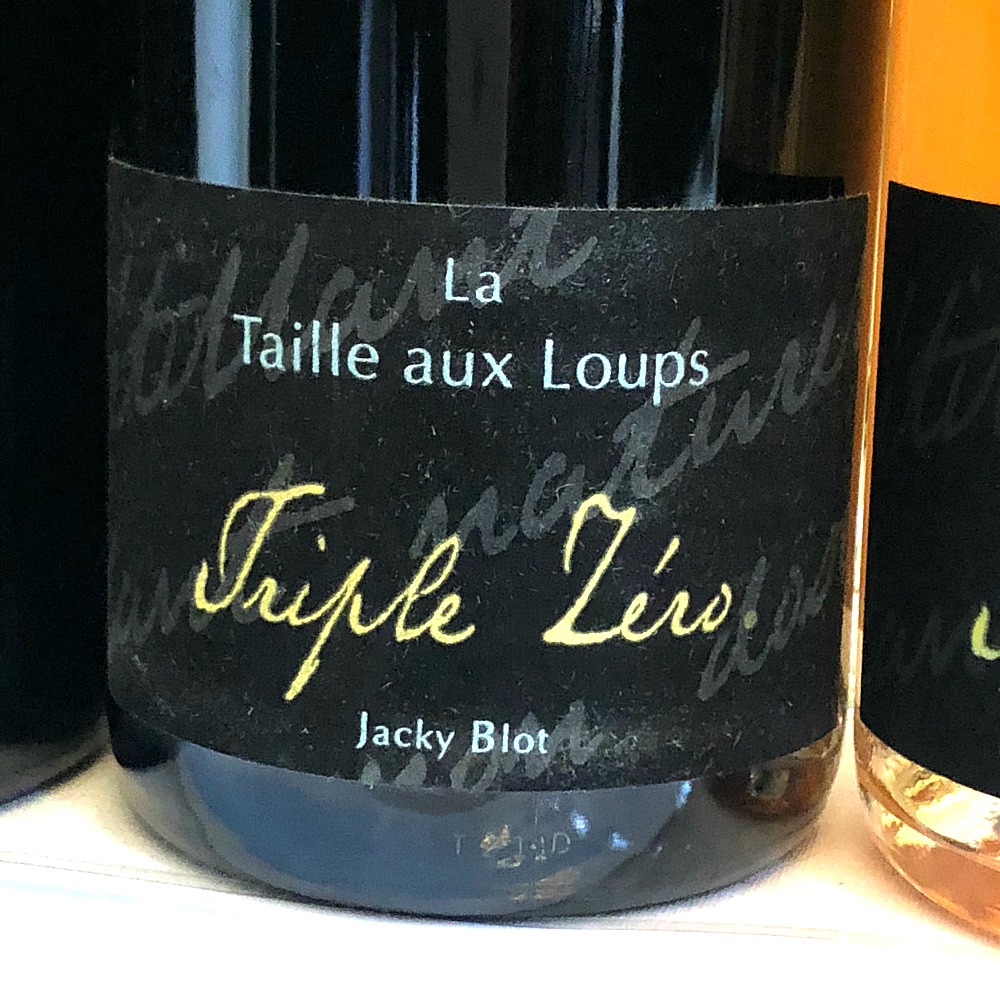 La
Taille aux Loups
Triple Zéro.
Jacky Blot